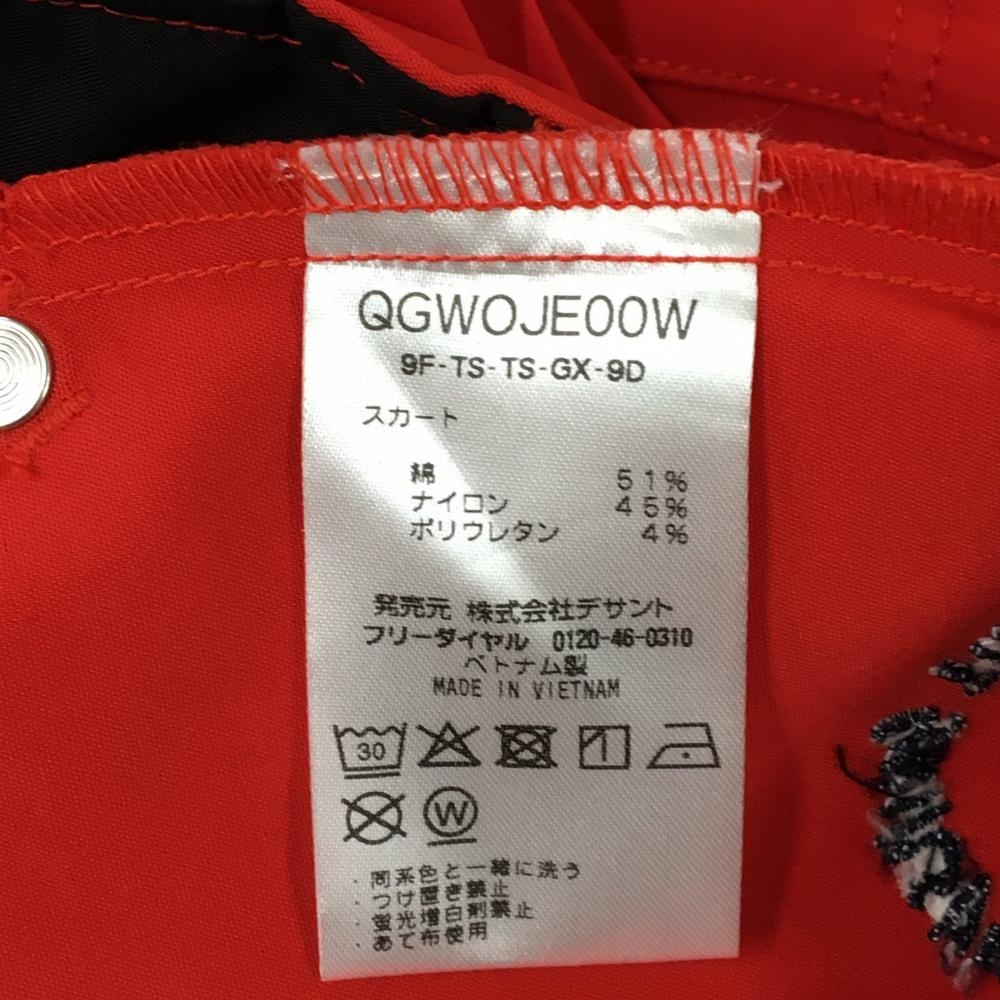 QGWOJE00W
9F-TS-TS-GX-9D
スカート
綿 51%
ナイロン 45%
ポリウレタン 4%
発売元 株式会社デサント
フリーダイヤル 0120-46-0310
ベトナム製
MADE IN VIETNAM
30
W
・同系色と一緒に洗う
・つけ置き禁止
・蛍光増白剤禁止
・あて布使用